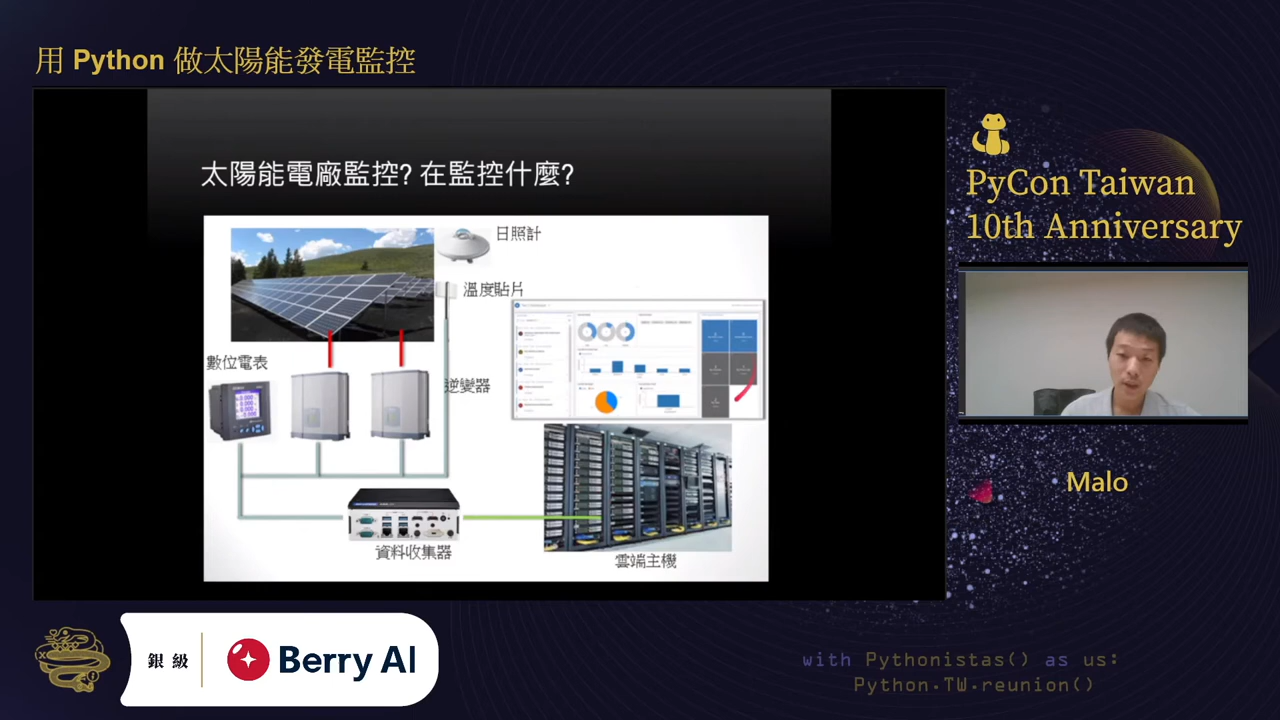 用 Python 做太陽能發電監控
太陽能電廠監控? 在監控什麼?
日照計
溫度貼片
數位電表
逆變器
資料收集器
雲端主機
PyCon Taiwan
10th Anniversary
Malo
銀級
Berry AI
with Pythonistas() as us:
Python.TW.reunion()